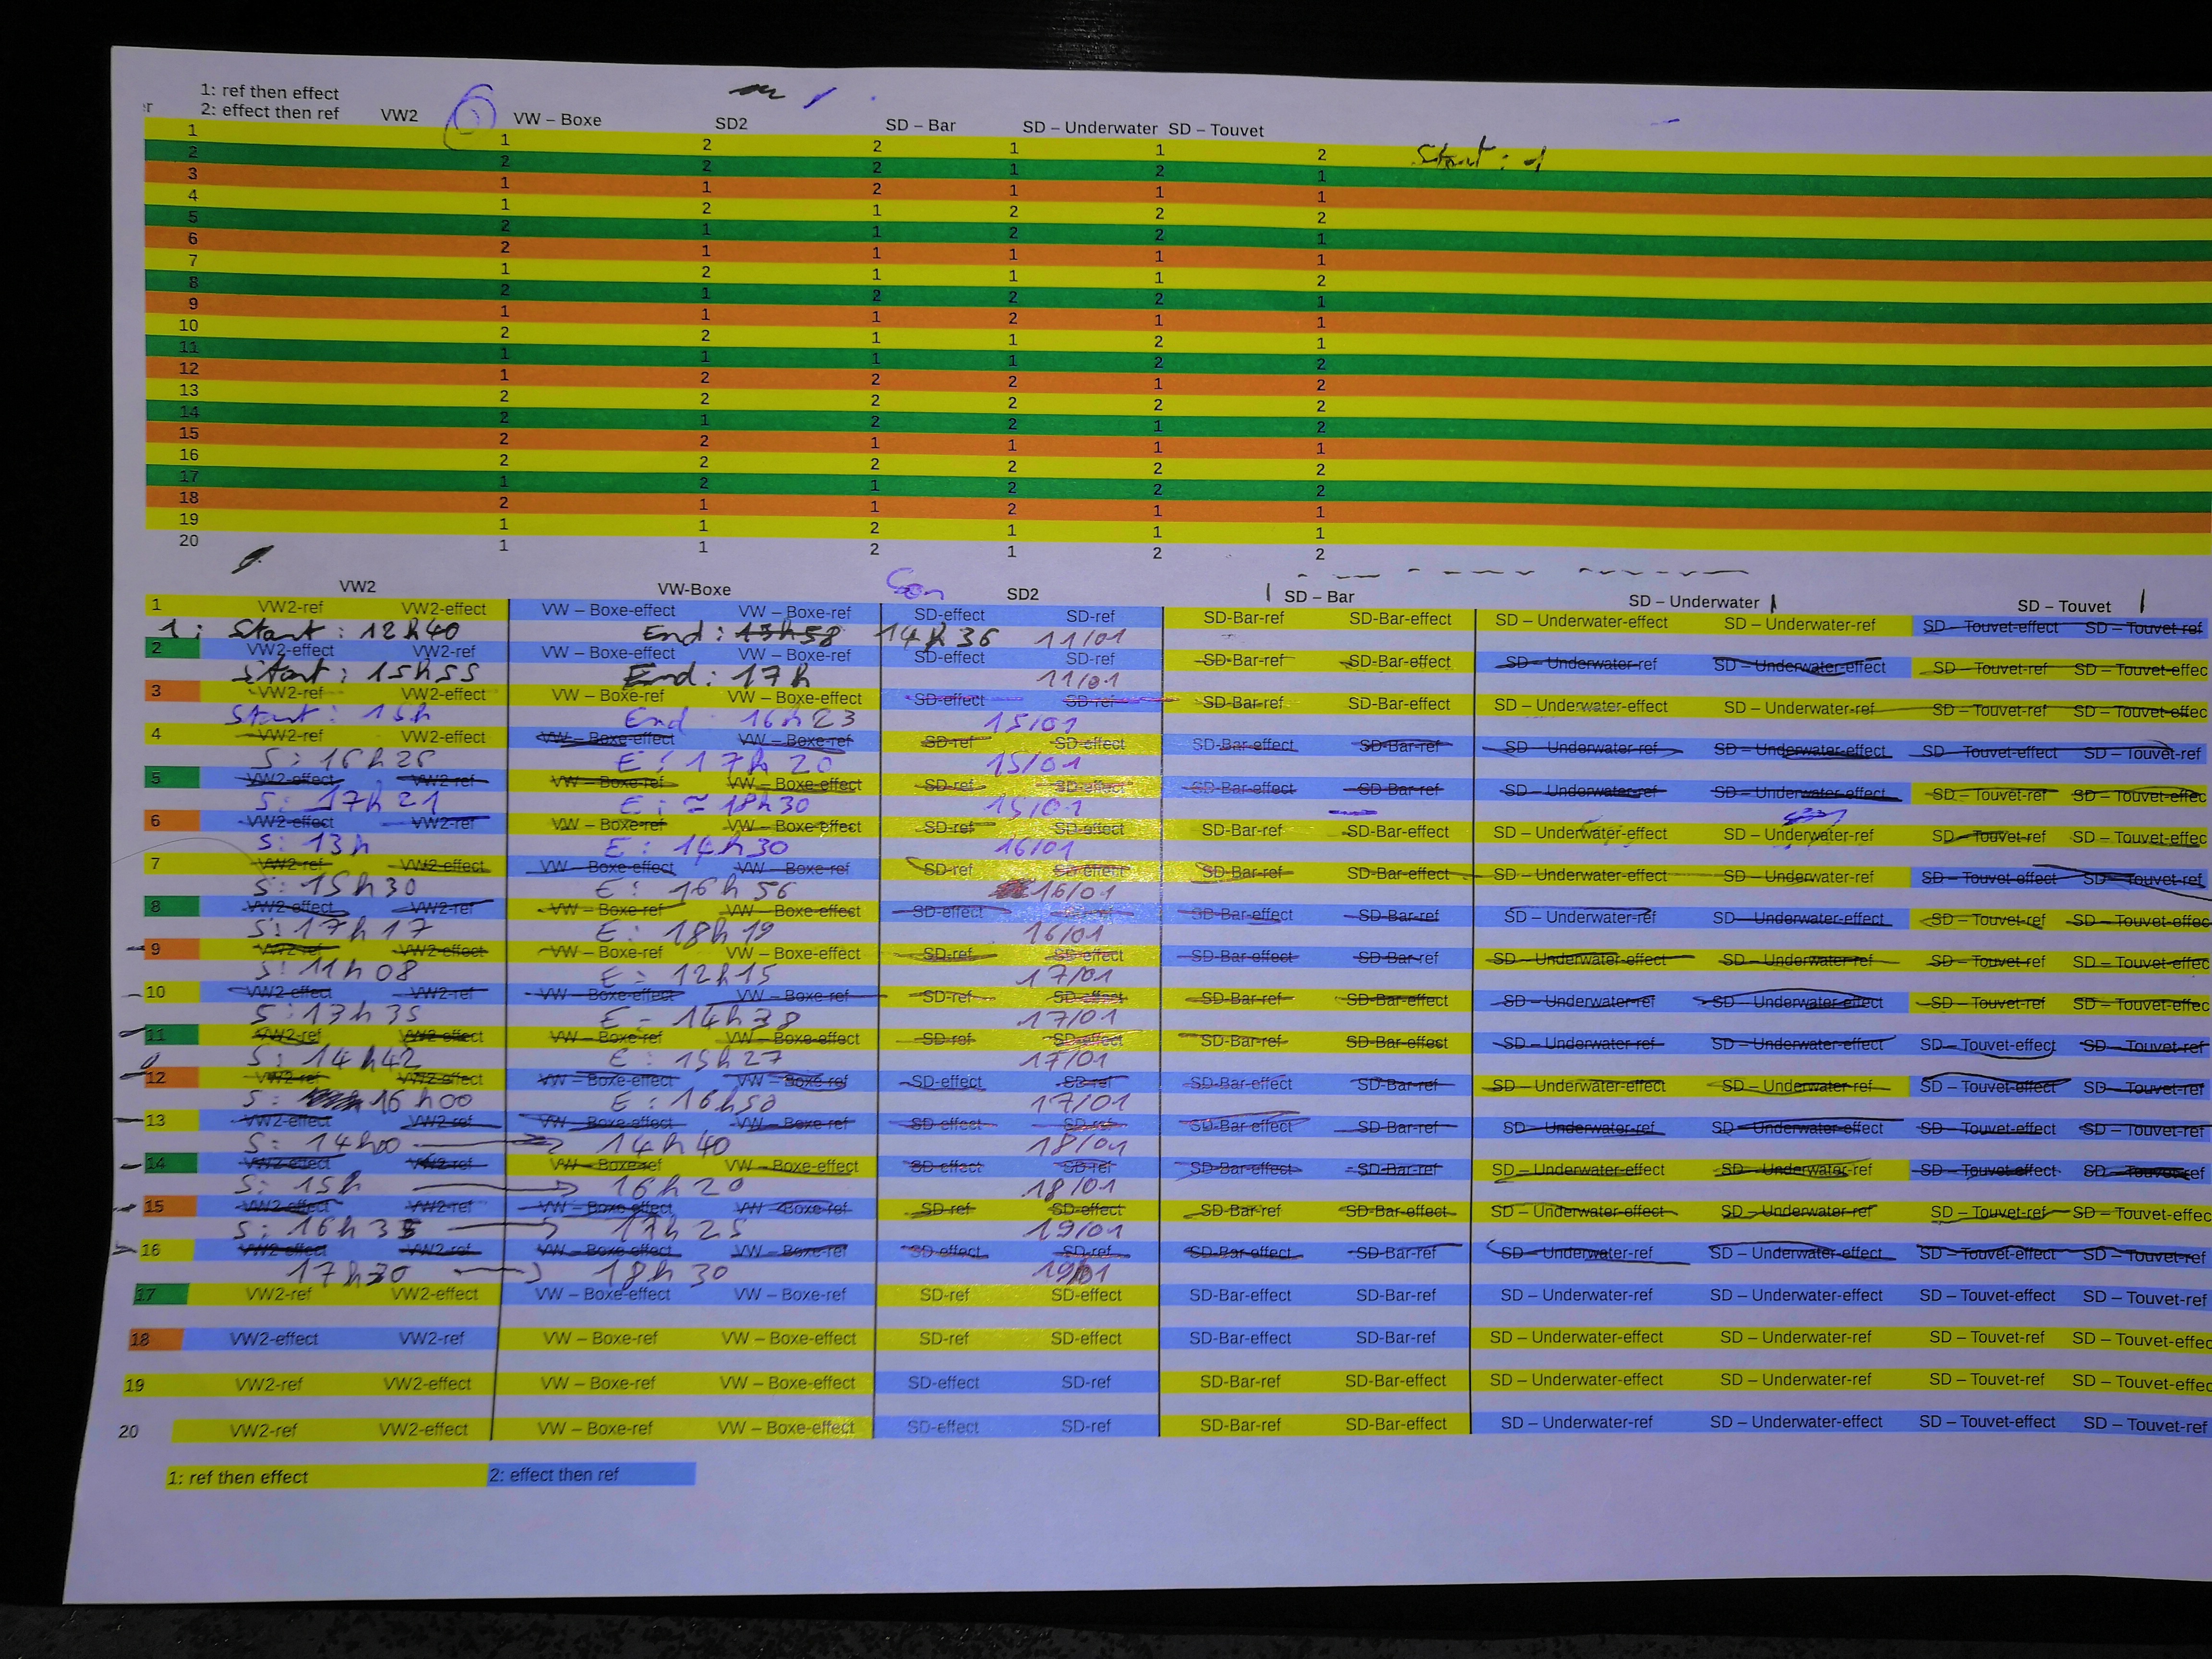 1: ref then effect
er 2: effect then ref VW2 VW – Boxe SD2 SD – Bar SD – Underwater SD – Touvet
1 1 2 2 1 1 2 Start: 1
2 2 2 2 1 2 1
3 1 1 2 1 1 1
4 1 2 1 2 2 2
5 2 1 1 2 2 1
6 2 1 1 1 1 1
7 1 2 1 1 1 2
8 2 1 2 2 2 1
9 1 1 1 2 1 1
10 2 2 1 1 2 1
11 1 1 1 1 2 2
12 1 2 2 2 1 2
13 2 2 2 2 2 2
14 2 1 2 2 1 2
15 2 2 1 1 1 1
16 2 2 2 2 2 2
17 1 2 1 2 2 2
18 2 1 1 2 1 1
19 1 1 2 1 1 1
20 1 1 2 1 2 2
VW2 VW-Boxe SD2 SD – Bar SD – Underwater SD – Touvet
1 VW2-ref VW2-effect VW – Boxe-effect VW – Boxe-ref SD-effect SD-ref SD-Bar-ref SD-Bar-effect SD – Underwater-effect SD – Underwater-ref SD – Touvet-effect SD – Touvet-ref
1: Start: 12h40 End: 13h58 14h36 11/01
2 VW2-effect VW2-ref VW – Boxe-effect VW – Boxe-ref SD-effect SD-ref SD-Bar-ref SD-Bar-effect SD – Underwater-ref SD – Underwater-effect SD – Touvet-ref SD – Touvet-effec
Start: 15h55 End: 17h 11/01
3 VW2-ref VW2-effect VW – Boxe-ref VW – Boxe-effect SD-effect SD-ref SD-Bar-ref SD-Bar-effect SD – Underwater-effect SD – Underwater-ref SD – Touvet-ref SD – Touvet-effec
Start: 15h End 16h23 15/01
4 VW2-ref VW2-effect VW – Boxe-effect VW – Boxe-ref SD-ref SD-effect SD-Bar-effect SD-Bar-ref SD – Underwater-ref SD – Underwater-effect SD – Touvet-effect SD – Touvet-ref
S: 16h26 E: 17h20 15/01
5 VW2-effect VW2-ref VW – Boxe-ref VW – Boxe-effect SD-ref SD-effect SD-Bar-effect SD-Bar-ref SD – Underwater-ref SD – Underwater-effect SD – Touvet-ref SD – Touvet-effec
S: 17h21 E: ≈ 18h30 15/01
6 VW2-effect VW2-ref VW – Boxe-ref VW – Boxe-effect SD-ref SD-effect SD-Bar-ref SD-Bar-effect SD – Underwater-effect SD – Underwater-ref SD – Touvet-ref SD – Touvet-effec
S: 13h E: 14h30 16/01
7 VW2-ref VW2-effect VW – Boxe-effect VW – Boxe-ref SD-ref SD-effect SD-Bar-ref SD-Bar-effect SD – Underwater-effect SD – Underwater-ref SD – Touvet-effect SD – Touvet-ref
S: 15h30 E: 16h56 16/01
8 VW2-effect VW2-ref VW – Boxe-ref VW – Boxe-effect SD-effect SD-Bar-effect SD-Bar-ref SD – Underwater-ref SD – Underwater-effect SD – Touvet-ref SD – Touvet-effec
S: 17h17 E: 18h19 16/01
9 VW2-ref VW2-effect VW – Boxe-ref VW – Boxe-effect SD-ref SD-effect SD-Bar-effect SD-Bar-ref SD – Underwater-effect SD – Underwater-ref SD – Touvet-ref SD – Touvet-effec
S: 11h08 E: 12h15 17/01
10 VW2-effect VW2-ref VW – Boxe-effect VW – Boxe-ref SD-ref SD-effect SD-Bar-ref SD-Bar-effect SD – Underwater-ref SD – Underwater-effect SD – Touvet-ref SD – Touvet-effec
S: 13h35 E - 14h38 17/01
11 VW2-ref VW2-effect VW – Boxe-ref VW – Boxe-effect SD-ref SD-effect SD-Bar-ref SD-Bar-effect SD – Underwater-ref SD – Underwater-effect SD – Touvet-effect SD – Touvet-ref
S: 14h42 E: 15h27 17/01
12 VW2-ref VW2-effect VW – Boxe-effect VW – Boxe-ref SD-effect SD-ref SD-Bar-effect SD-Bar-ref SD – Underwater-effect SD – Underwater-ref SD – Touvet-effect SD – Touvet-ref
S: 16h00 E: 16h50 17/01
13 VW2-effect VW2-ref VW – Boxe-effect VW – Boxe-ref SD-effect SD-ref SD-Bar-effect SD-Bar-ref SD – Underwater-ref SD – Underwater-effect SD – Touvet-effect SD – Touvet-ref
S: 14h00 → 14h40 18/01
14 VW2-effect VW2-ref VW – Boxe-ref VW – Boxe-effect SD-effect SD-ref SD-Bar-effect SD-Bar-ref SD – Underwater-effect SD – Underwater-ref SD – Touvet-effect SD – Touvet-ref
S: 15h → 16h20 18/01
15 VW2-effect VW2-ref VW – Boxe-effect VW – Boxe-ref SD-ref SD-effect SD-Bar-ref SD-Bar-effect SD – Underwater-effect SD – Underwater-ref SD – Touvet-ref SD – Touvet-effec
S: 16h35 → 17h25 19/01
16 VW2-effect VW2-ref VW – Boxe-effect VW – Boxe-ref SD-effect SD-ref SD-Bar-effect SD-Bar-ref SD – Underwater-ref SD – Underwater-effect SD – Touvet-effect SD – Touvet-ref
17h30 → 18h30 19/01
17 VW2-ref VW2-effect VW – Boxe-effect VW – Boxe-ref SD-ref SD-effect SD-Bar-effect SD-Bar-ref SD – Underwater-ref SD – Underwater-effect SD – Touvet-effect SD – Touvet-ref
18 VW2-effect VW2-ref VW – Boxe-ref VW – Boxe-effect SD-ref SD-effect SD-Bar-effect SD-Bar-ref SD – Underwater-effect SD – Underwater-ref SD – Touvet-ref SD – Touvet-effec
19 VW2-ref VW2-effect VW – Boxe-ref VW – Boxe-effect SD-effect SD-ref SD-Bar-ref SD-Bar-effect SD – Underwater-effect SD – Underwater-ref SD – Touvet-ref SD – Touvet-effec
20 VW2-ref VW2-effect VW – Boxe-ref VW – Boxe-effect SD-effect SD-ref SD-Bar-ref SD-Bar-effect SD – Underwater-ref SD – Underwater-effect SD – Touvet-effect SD – Touvet-ref
1: ref then effect 2: effect then ref